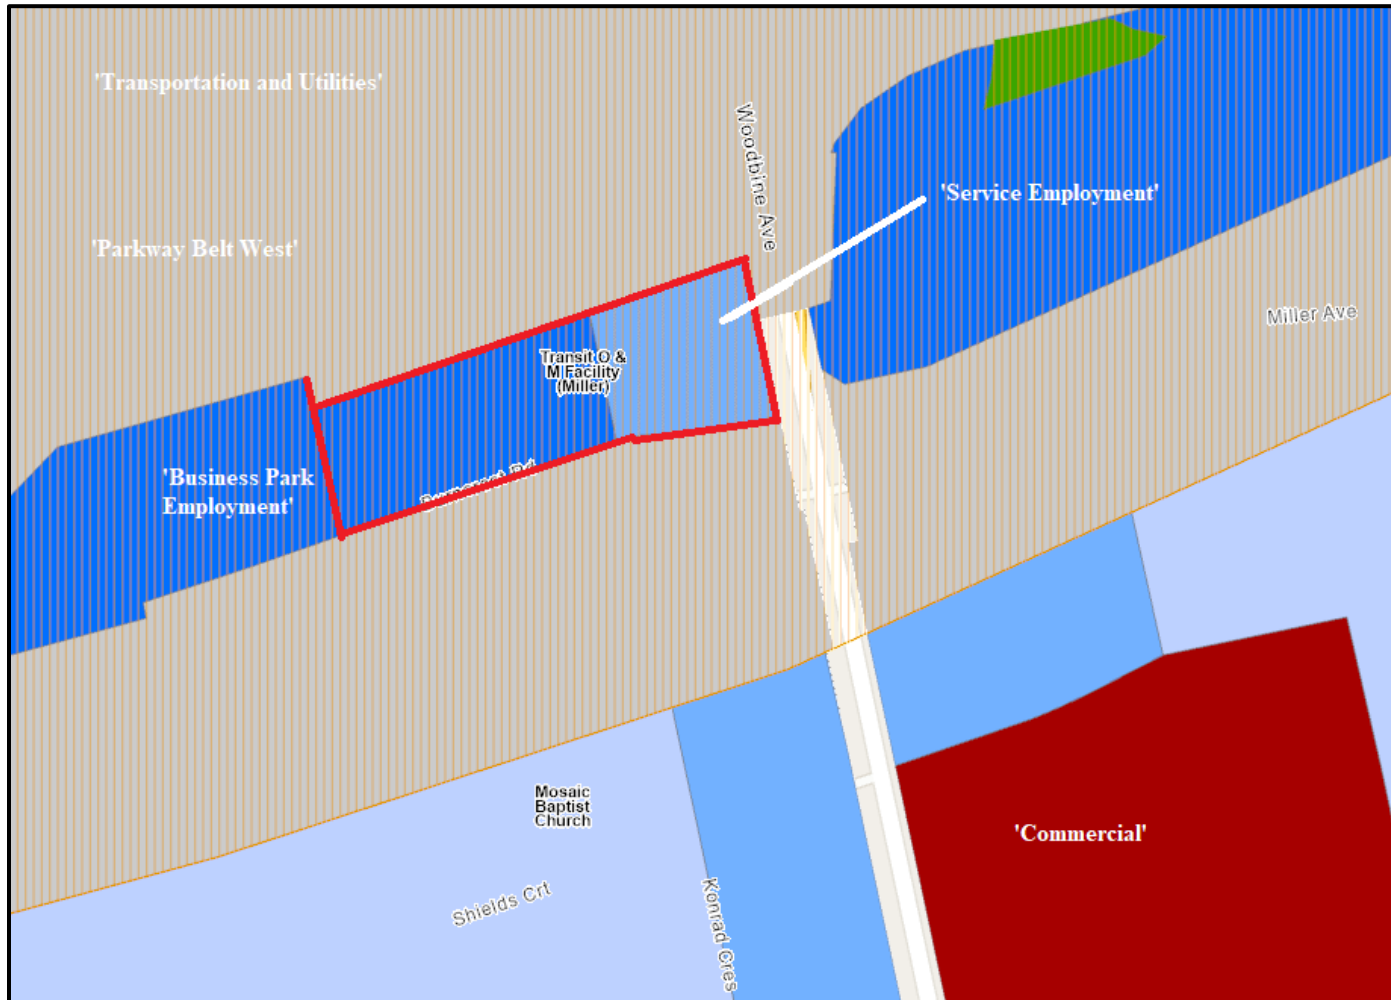 'Transportation and Utilities'
Woodbine Ave
'Service Employment'
'Parkway Belt West'
Miller Ave
Transit O &
M Facility
(Miller)
'Business Park
Employment'
Mosaic
Baptist
Church
'Commercial'
Shields Crt
Konrad Cres